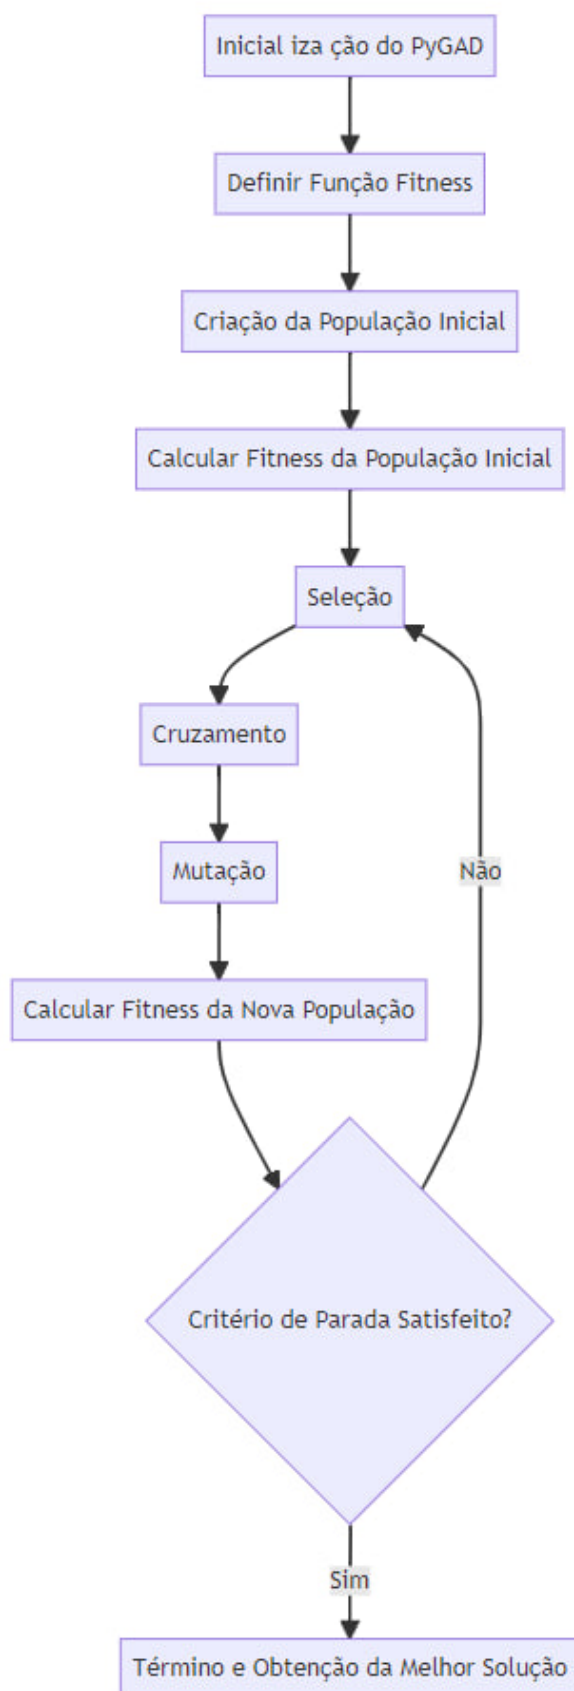 Inicial iza ção do PyGAD
Definir Função Fitness
Criação da População Inicial
Calcular Fitness da População Inicial
Seleção
Cruzamento
Mutação
Não
Calcular Fitness da Nova População
Critério de Parada Satisfeito?
Sim
Término e Obtenção da Melhor Solução